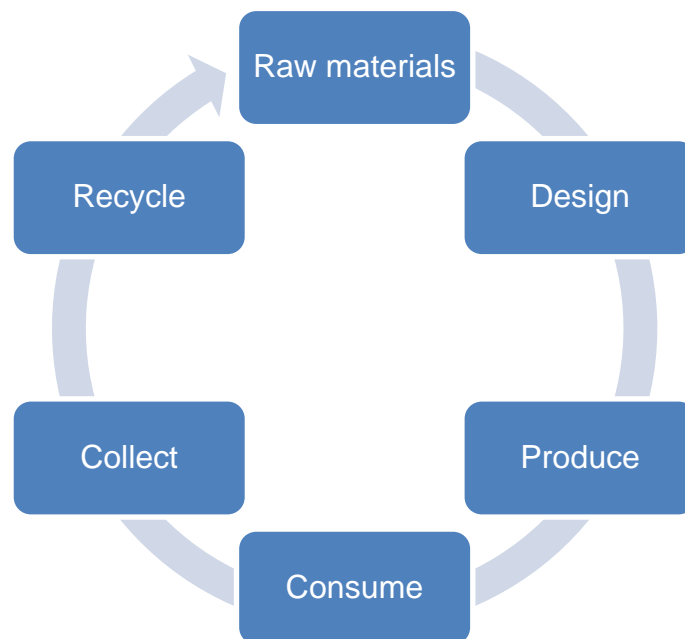 Raw materials
Design
Produce
Consume
Collect
Recycle